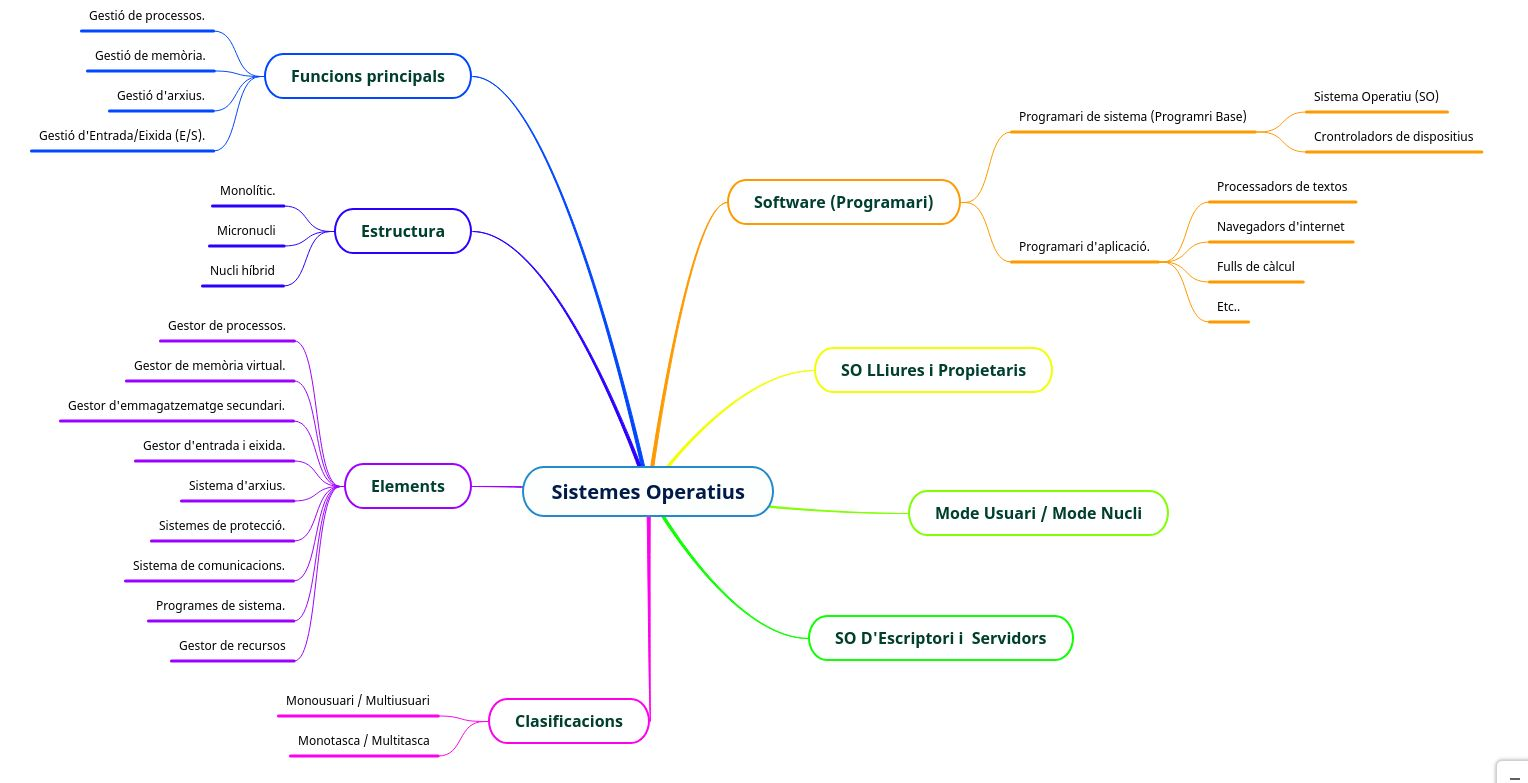 Gestió de processos.
Gestió de memòria.
Gestió d'arxius.
Gestió d'Entrada/Eixida (E/S).
Funcions principals
Monolític.
Micronucli
Nucli híbrid
Estructura
Gestor de processos.
Gestor de memòria virtual.
Gestor d'emmagatzematge secundari.
Gestor d'entrada i eixida.
Sistema d'arxius.
Sistemes de protecció.
Sistema de comunicacions.
Programes de sistema.
Gestor de recursos
Elements
Monousuari / Multiusuari
Monotasca / Multitasca
Clasificacions
Sistemes Operatius
Software (Programari)
Programari de sistema (Programri Base)
Sistema Operatiu (SO)
Crontroladors de dispositius
Programari d'aplicació.
Processadors de textos
Navegadors d'internet
Fulls de càlcul
Etc..
SO LLiures i Propietaris
Mode Usuari / Mode Nucli
SO D'Escriptori i  Servidors